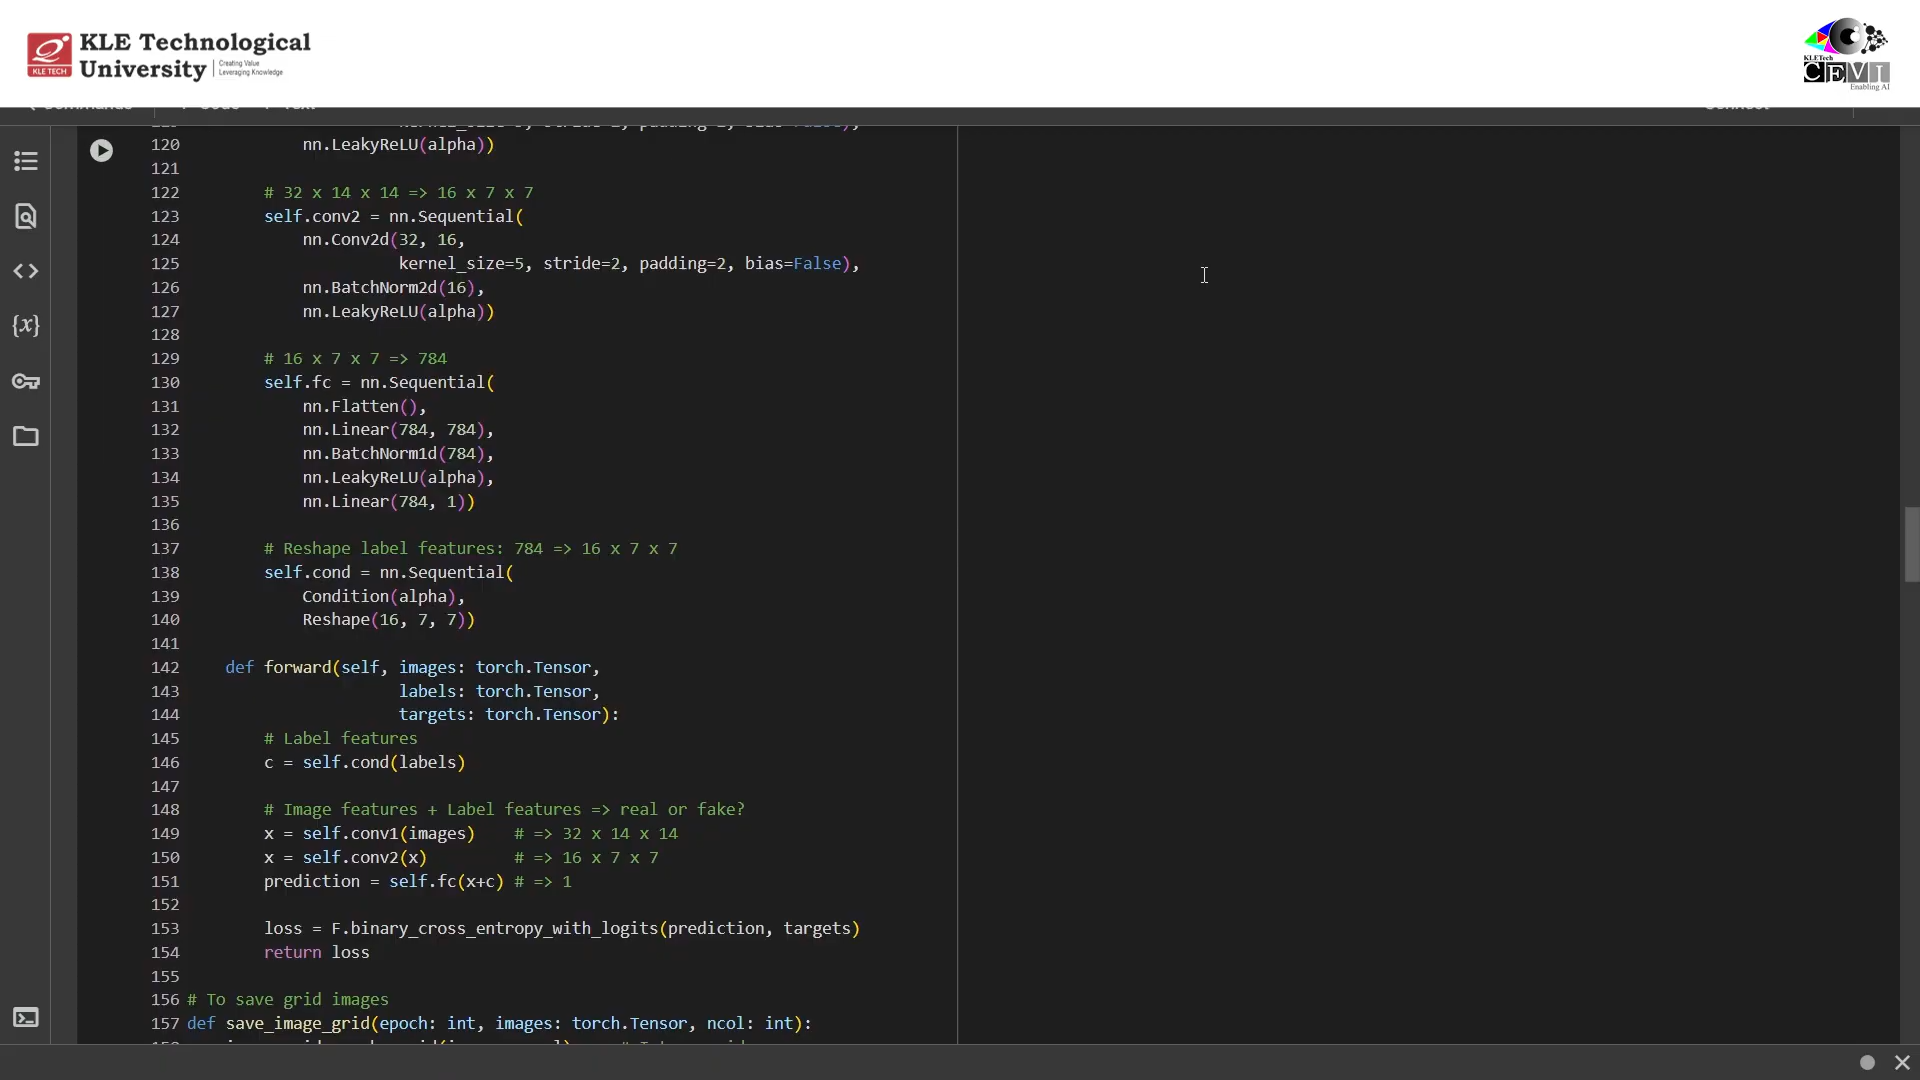 KLE Technological
University
Creating Value
Leveraging Knowledge
KLE TECH
KLETech
CEVI
Enabling AI
120 nn.LeakyReLU(alpha))
121
122 # 32 x 14 x 14 => 16 x 7 x 7
123 self.conv2 = nn.Sequential(
124 nn.Conv2d(32, 16,
125 kernel_size=5, stride=2, padding=2, bias=False),
126 nn.BatchNorm2d(16),
127 nn.LeakyReLU(alpha))
128
129 # 16 x 7 x 7 => 784
130 self.fc = nn.Sequential(
131 nn.Flatten(),
132 nn.Linear(784, 784),
133 nn.BatchNorm1d(784),
134 nn.LeakyReLU(alpha),
135 nn.Linear(784, 1))
136
137 # Reshape label features: 784 => 16 x 7 x 7
138 self.cond = nn.Sequential(
139 Condition(alpha),
140 Reshape(16, 7, 7))
141
142 def forward(self, images: torch.Tensor,
143 labels: torch.Tensor,
144 targets: torch.Tensor):
145 # Label features
146 c = self.cond(labels)
147
148 # Image features + Label features => real or fake?
149 x = self.conv1(images) # => 32 x 14 x 14
150 x = self.conv2(x) # => 16 x 7 x 7
151 prediction = self.fc(x+c) # => 1
152
153 loss = F.binary_cross_entropy_with_logits(prediction, targets)
154 return loss
155
156 # To save grid images
157 def save_image_grid(epoch: int, images: torch.Tensor, ncol: int):